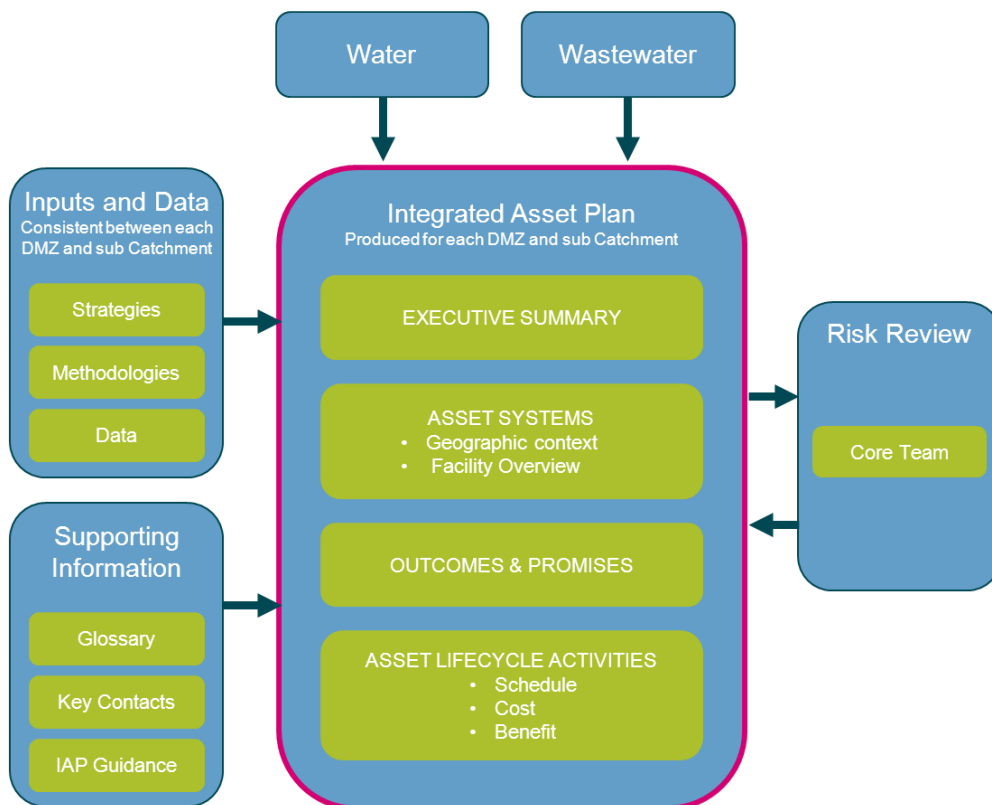 Water
Wastewater
Inputs and Data
Consistent between each
DMZ and sub Catchment
Strategies
Methodologies
Data
Supporting
Information
Glossary
Key Contacts
IAP Guidance
Integrated Asset Plan
Produced for each DMZ and sub Catchment
EXECUTIVE SUMMARY
ASSET SYSTEMS
• Geographic context
• Facility Overview
OUTCOMES & PROMISES
ASSET LIFECYCLE ACTIVITIES
• Schedule
• Cost
• Benefit
Risk Review
Core Team